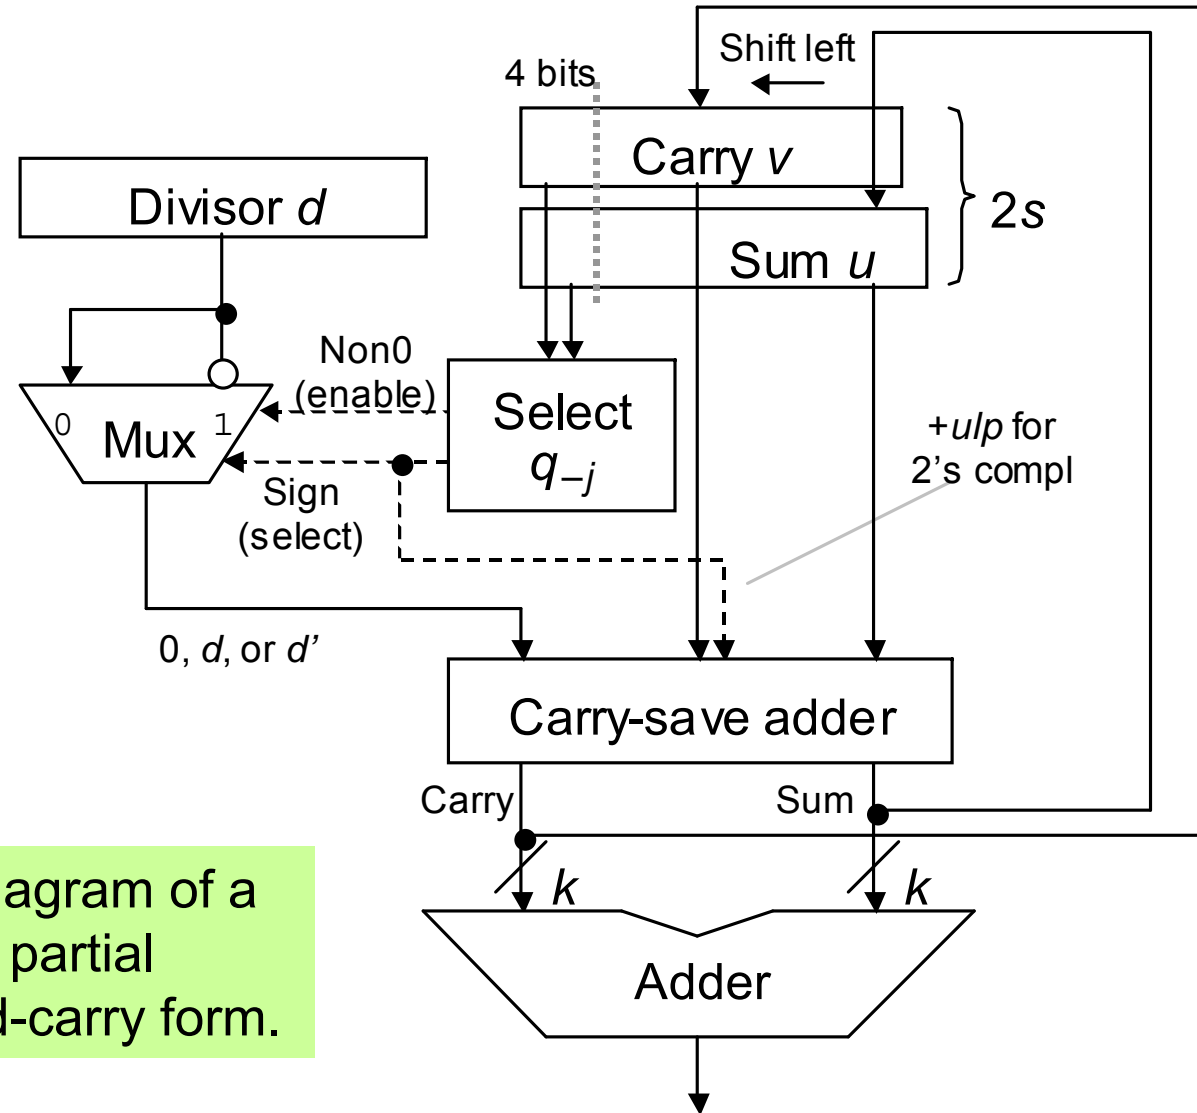 Shift left
4 bits
Carry v
Divisor d
2s
Sum u
Non0
(enable)
Select
q–j
0 Mux 1
+ulp for
2's compl
Sign
(select)
0, d, or d'
Carry-save adder
Carry
Sum
k
k
Adder
agram of a
partial
d-carry form.